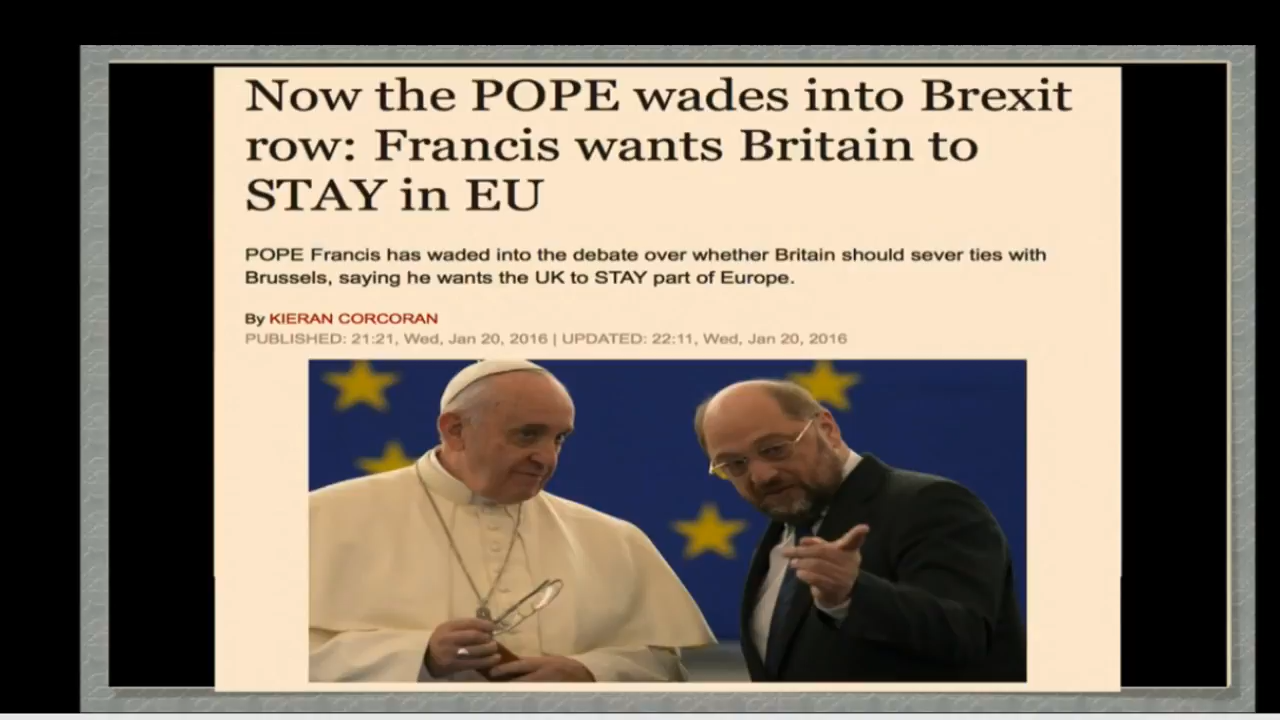 Now the POPE wades into Brexit
row: Francis wants Britain to
STAY in EU
POPE Francis has waded into the debate over whether Britain should sever ties with
Brussels, saying he wants the UK to STAY part of Europe.
By KIERAN CORCORAN
PUBLISHED: 21:21, Wed, Jan 20, 2016 | UPDATED: 22:11, Wed, Jan 20, 2016